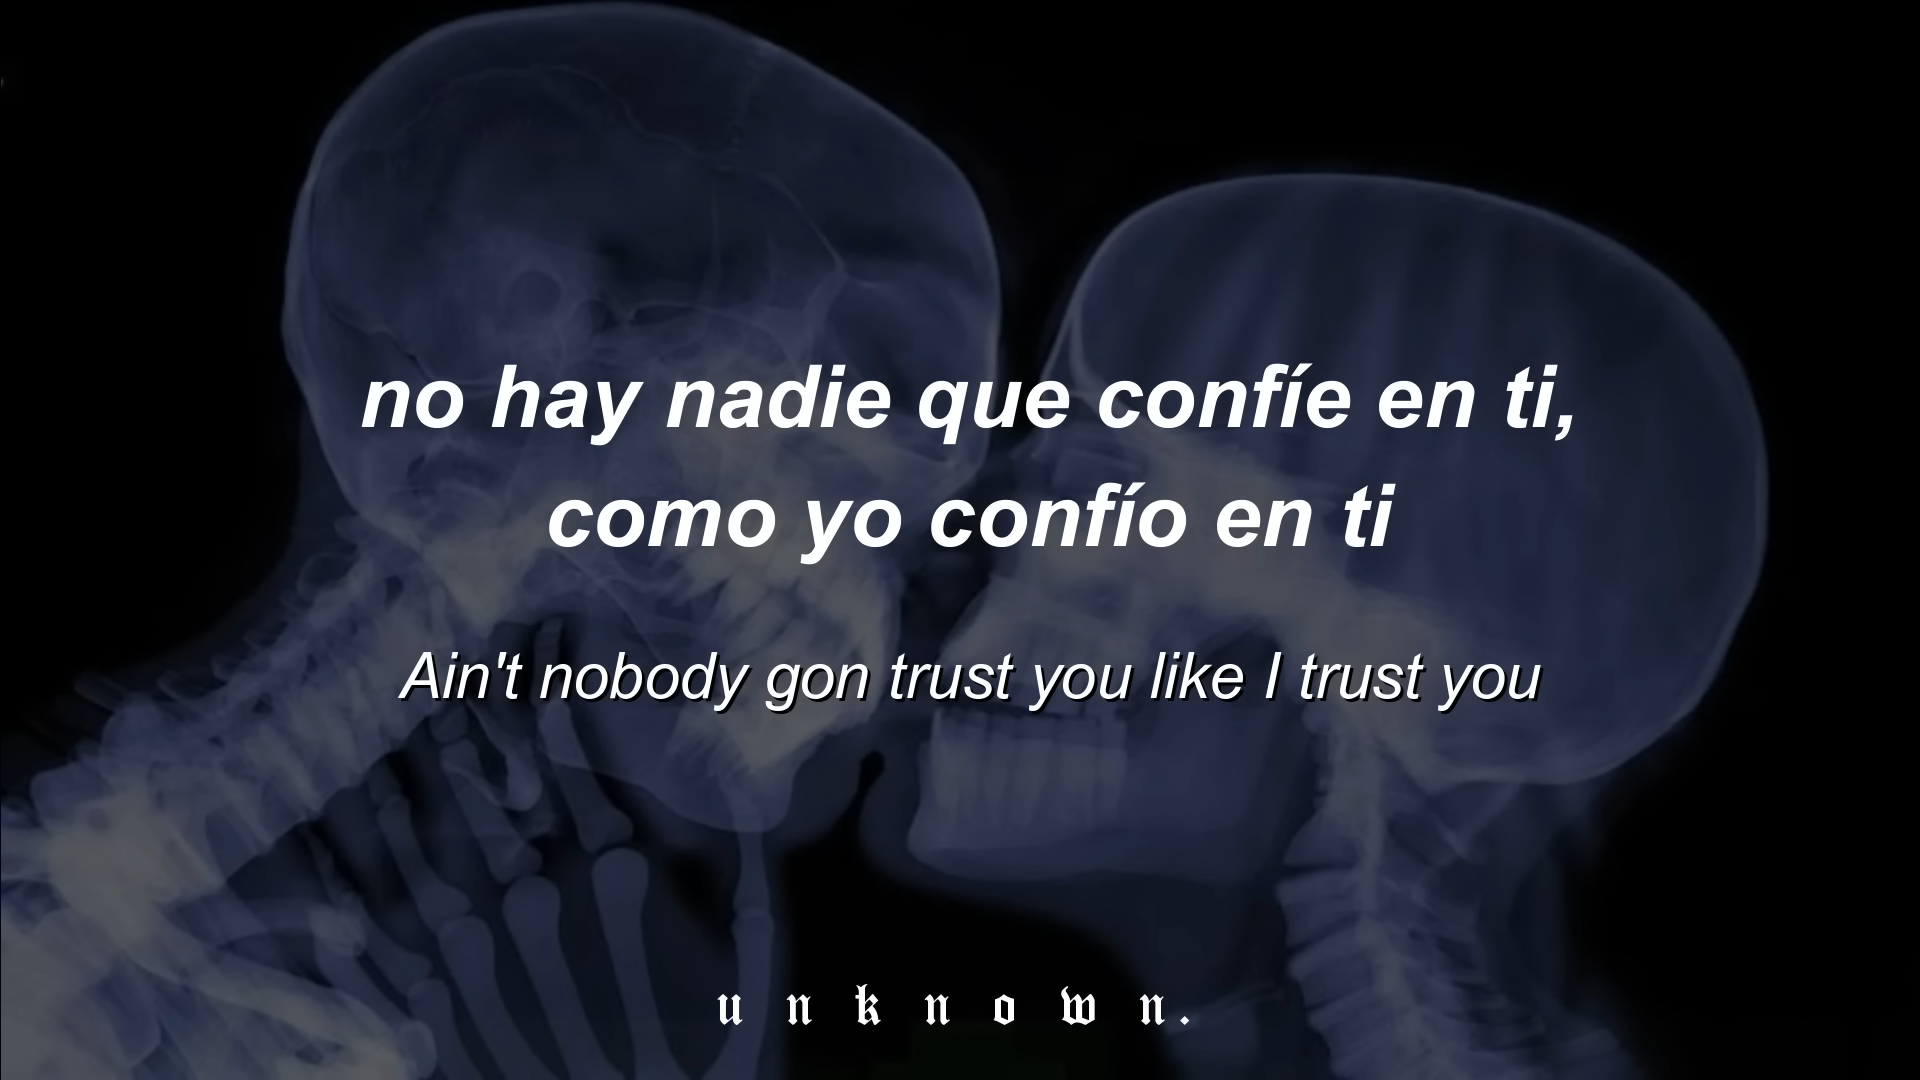 no hay nadie que confíe en ti,
como yo confío en ti
Ain't nobody gon trust you like I trust you
unknown.